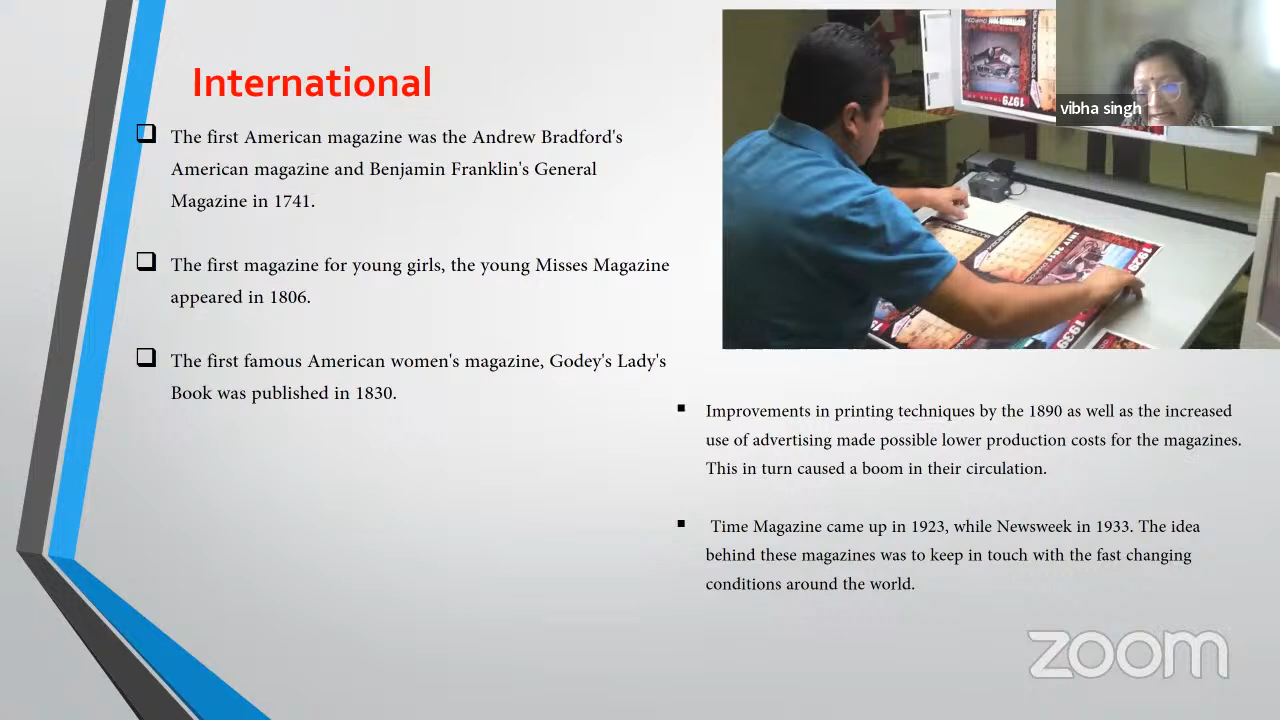 International
The first American magazine was the Andrew Bradford's
American magazine and Benjamin Franklin's General
Magazine in 1741.
The first magazine for young girls, the young Misses Magazine
appeared in 1806.
The first famous American women's magazine, Godey's Lady's
Book was published in 1830.
vibha singh
1979
1929
1939
Improvements in printing techniques by the 1890 as well as the increased
use of advertising made possible lower production costs for the magazines.
This in turn caused a boom in their circulation.
Time Magazine came up in 1923, while Newsweek in 1933. The idea
behind these magazines was to keep in touch with the fast changing
conditions around the world.
zoom